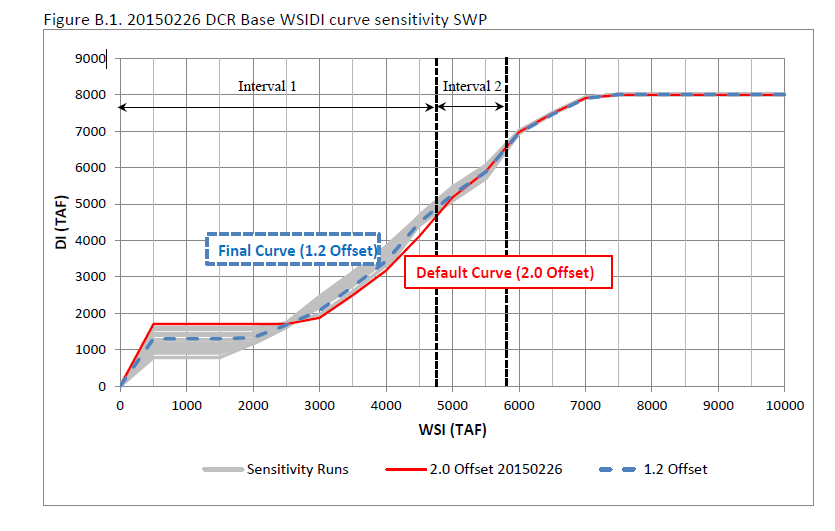 Figure B.1. 20150226 DCR Base WSIDI curve sensitivity SWP
9000
Interval 1
Interval 2
8000
7000
6000
5000
4000
3000
2000
1000
0
DI (TAF)
Final Curve (1.2 Offset)
Default Curve (2.0 Offset)
0 1000 2000 3000 4000 5000 6000 7000 8000 9000 10000
WSI (TAF)
Sensitivity Runs 2.0 Offset 20150226 1.2 Offset